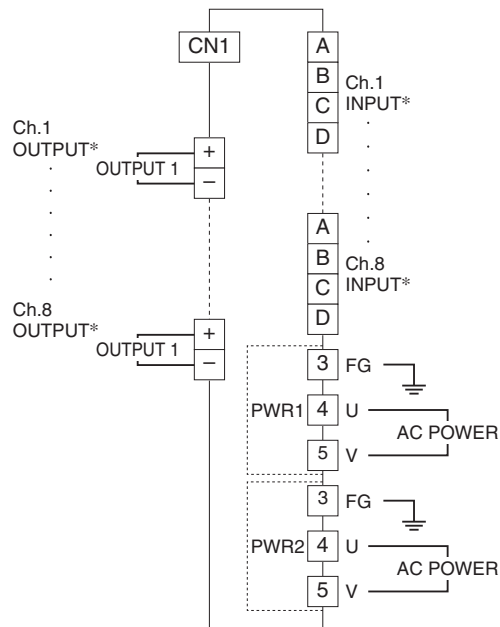 CN1
A
B
C
D
Ch.1
INPUT*
Ch.1
OUTPUT*
OUTPUT 1
+
−
A
B
C
D
Ch.8
INPUT*
Ch.8
OUTPUT*
OUTPUT 1
+
−
PWR1
3 FG
4 U
5 V
AC POWER
PWR2
3 FG
4 U
5 V
AC POWER